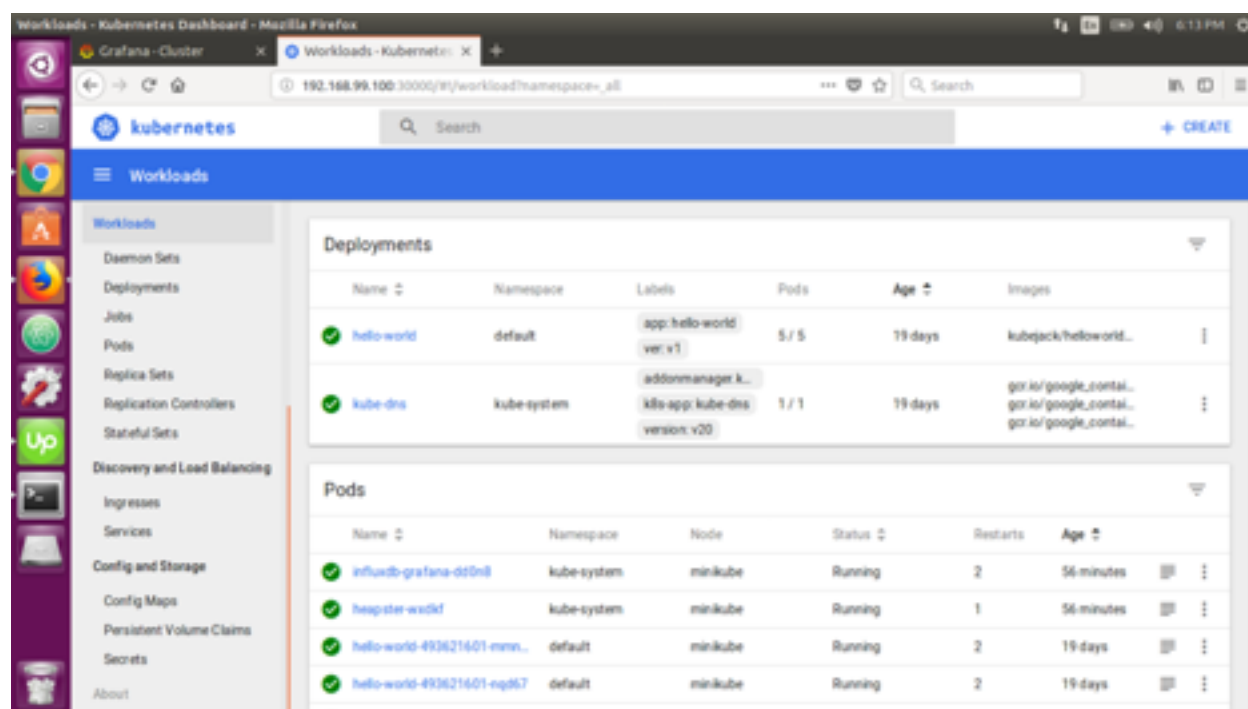 Workloads - Kubernetes Dashboard - Mozilla Firefox
En
6:13 PM
Grafana - Cluster
Workloads - Kubernetes
192.168.99.100:30000/#!/workload?namespace=_all
Search
kubernetes
Search
+ CREATE
Workloads
Workloads
Daemon Sets
Deployments
Jobs
Pods
Replica Sets
Replication Controllers
Stateful Sets
Discovery and Load Balancing
Ingresses
Services
Config and Storage
Config Maps
Persistent Volume Claims
Secrets
About
Deployments
Name Namespace Labels Pods Age Images
hello-world default app: hello-world ver: v1 5 / 5 19 days kubejack/helloworld...
kube-dns kube-system addonmanager.k... k8s-app: kube-dns version: v20 1 / 1 19 days gcr.io/google_contai... gcr.io/google_contai... gcr.io/google_contai...
Pods
Name Namespace Node Status Restarts Age
influxdb-grafana-dd0n8 kube-system minikube Running 2 56 minutes
heapster-wxdkf kube-system minikube Running 1 56 minutes
hello-world-493621601-mmn... default minikube Running 2 19 days
hello-world-493621601-nqd67 default minikube Running 2 19 days
Up